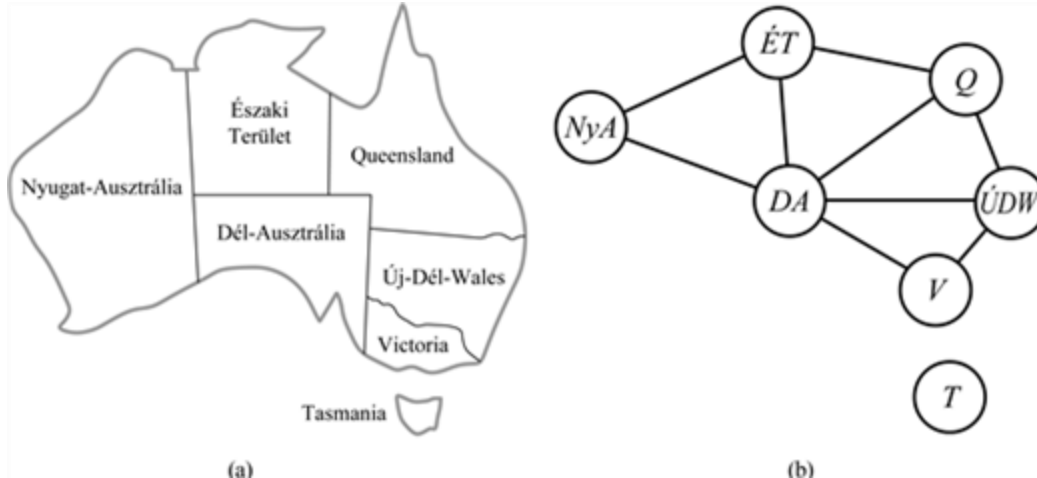 Északi
Terület
Nyugat-Ausztrália
Queensland
Dél-Ausztrália
Új-Dél-Wales
Victoria
Tasmania
(a)
ÉT
Q
NyA
DA
ÚDW
V
T
(b)